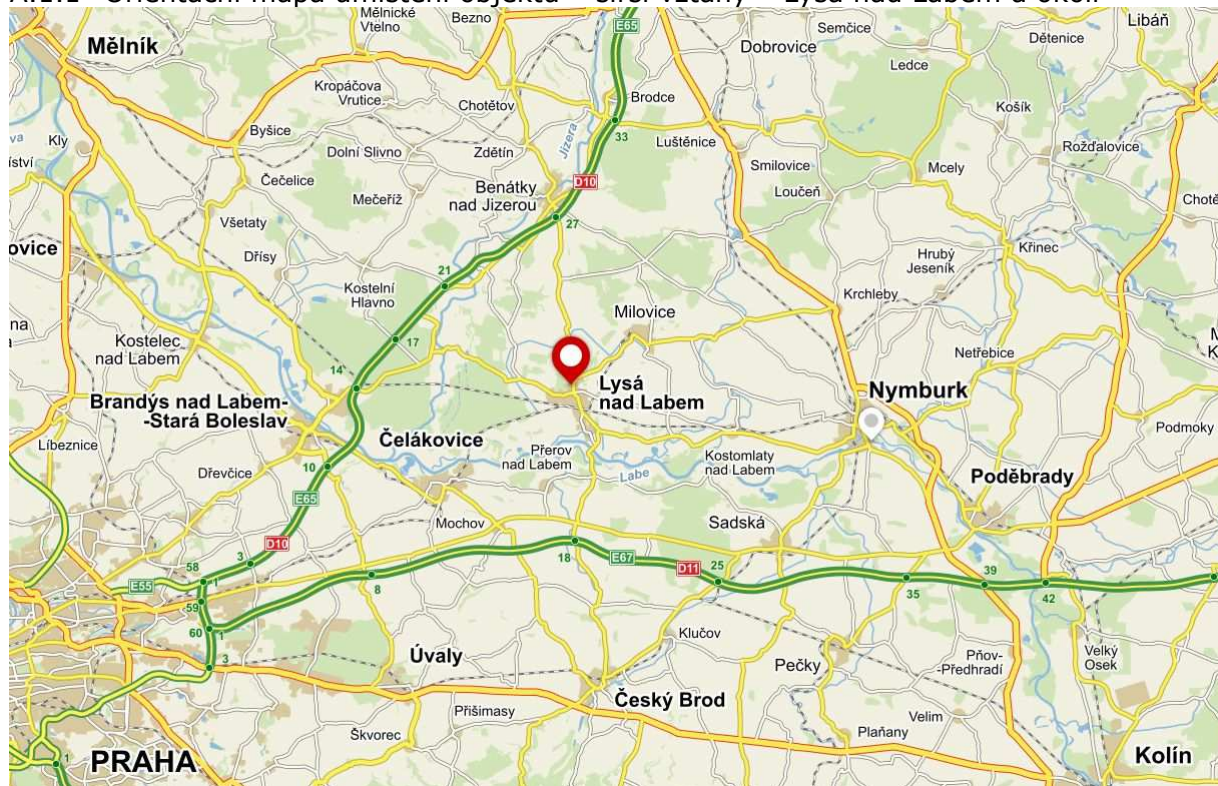 Mělnické
Vtelno
Bezno
E65
Semčice
Libáň
Dětenice
Mělník
Dobrovice
Ledce
Kropáčova
Vrutice
Chotětov
Brodce
Košík
Kly
Byšice
33
Jizera
Luštěnice
Rožďalovice
Dolní Slivno
Zdětín
Smilovice
Mcely
Čečelice
D10
Mečeříž
Benátky
nad Jizerou
Loučeň
Všetaty
27
Hrubý
Jeseník
Křinec
Dřísy
21
Kostelní
Hlavno
Krchleby
Milovice
17
Kostelec
nad Labem
Netřebice
14
Lysá
nad Labem
Nymburk
Brandýs nad Labem-
-Stará Boleslav
Čelákovice
Líbeznice
Podmoky
Přerov
nad Labem
Kostomlaty
nad Labem
10
Dřevčice
Labe
Poděbrady
E65
Mochov
Sadská
D10
3
18
E67
58
1
D11
25
E55
8
39
35
42
59
60
1
Klučov
3
Úvaly
Pečky
Pňov-
-Předhradí
Velký
Osek
Český Brod
Přišimasy
Velim
Škvorec
Plaňany
PRAHA
1
Kolín